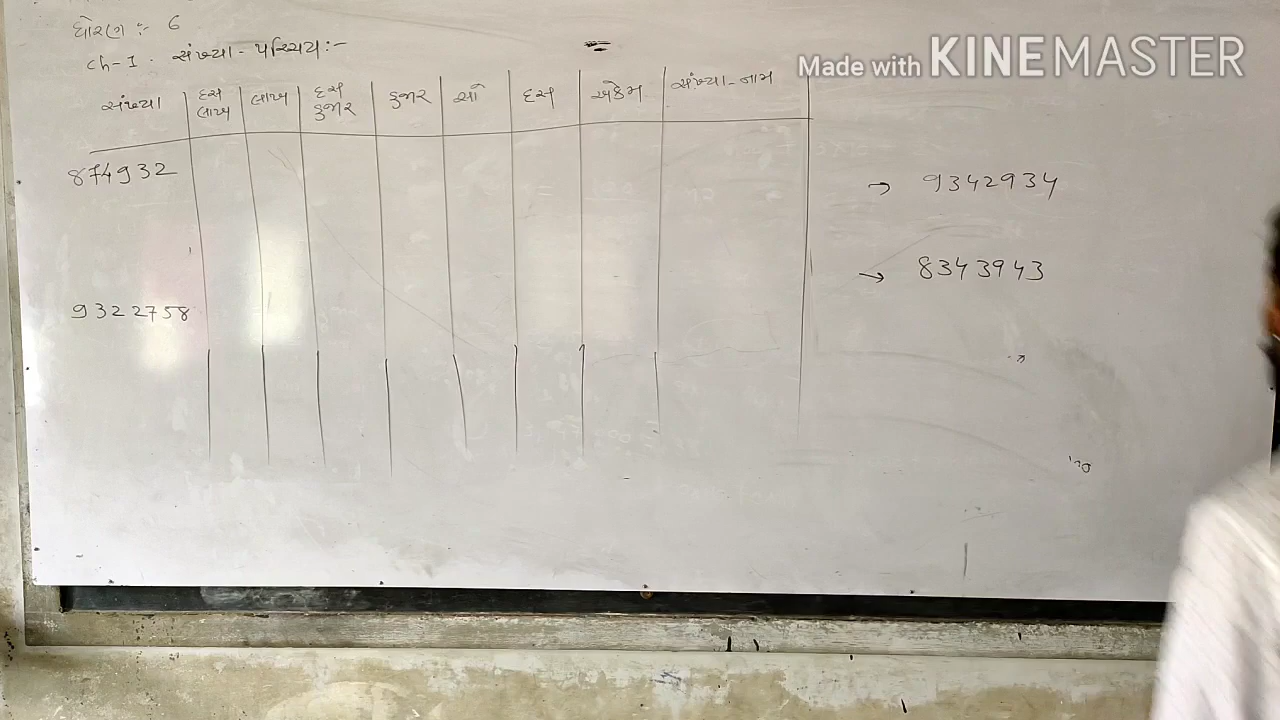 ધોરણ :- 6
ch-1 . સંખ્યા - પરિચય :-
Made with KINEMASTER
સંખ્યા દસ લાખ લાખ દસ હજાર હજાર સો દસ એકમ સંખ્યા-નામ
874932
→ 9342934
→ 8343943
9322758